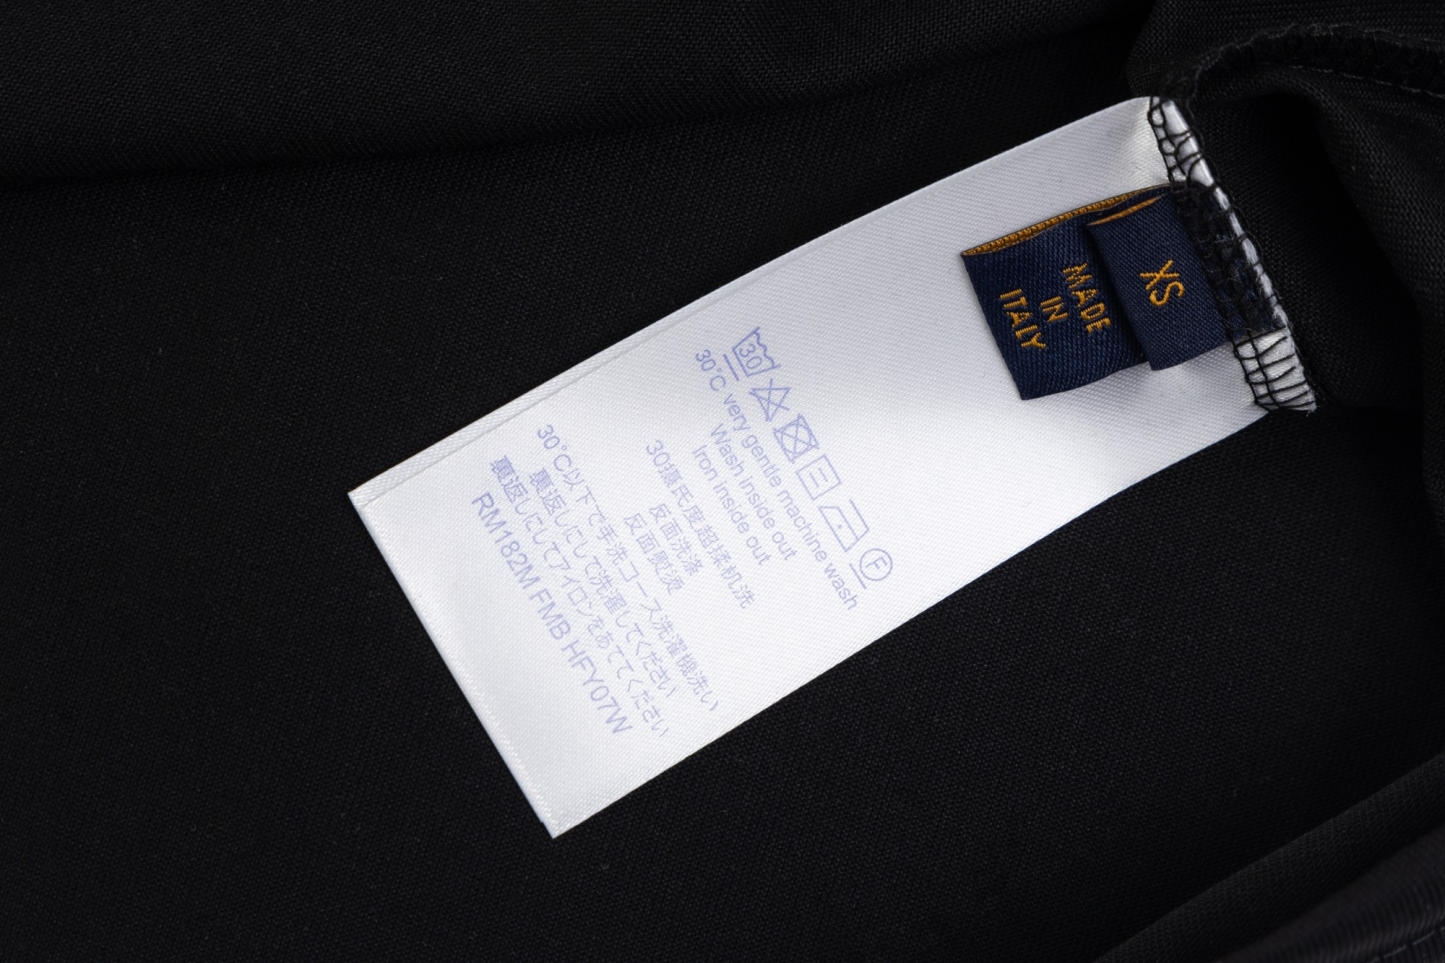 XS
MADE
IN
ITALY
30
F
30°C very gentle machine wash
Wash inside out
Iron inside out
30摄氏度超揉机洗
反面洗涤
反面熨烫
30°C以下で手洗コース洗濯機洗い
裏返しにして洗濯してください
裏返しにしてアイロンをあててください
RM182M FMB HFY07W